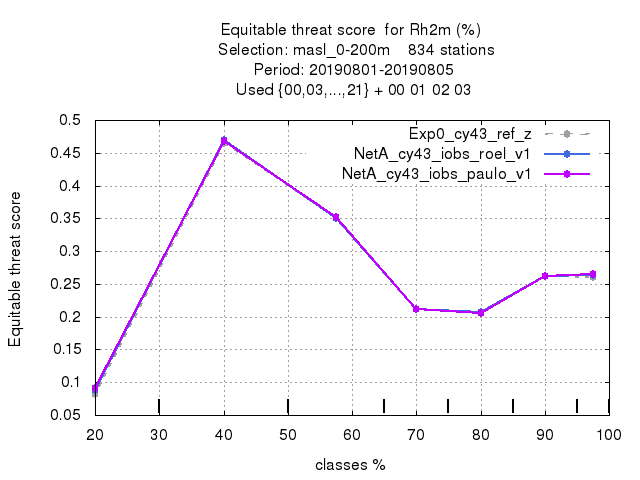 Equitable threat score for Rh2m (%)
Selection: masl_0-200m 834 stations
Period: 20190801-20190805
Used {00,03,...,21} + 00 01 02 03
Exp0_cy43_ref_z
NetA_cy43_iobs_roel_v1
NetA_cy43_iobs_paulo_v1
Equitable threat score
0.5
0.45
0.4
0.35
0.3
0.25
0.2
0.15
0.1
0.05
20 30 40 50 60 70 80 90 100
classes %